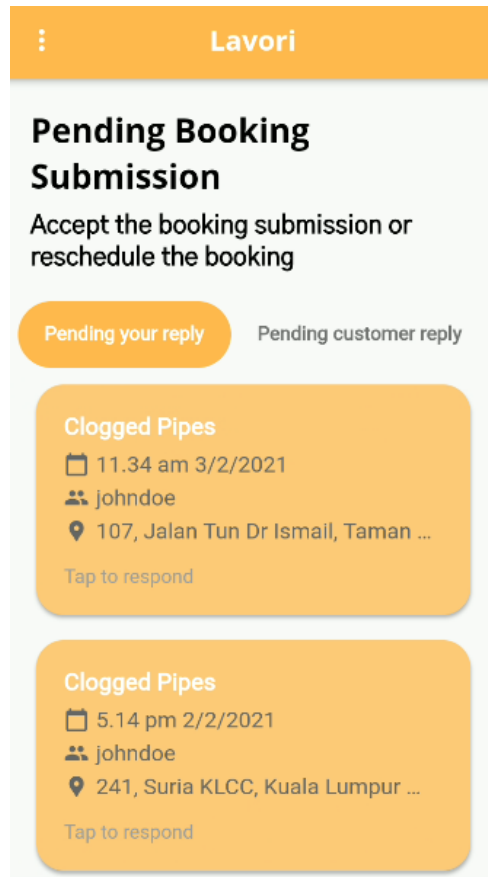 Lavori
Pending Booking
Submission
Accept the booking submission or
reschedule the booking
Pending your reply
Pending customer reply
Clogged Pipes
11.34 am 3/2/2021
johndoe
107, Jalan Tun Dr Ismail, Taman ...
Tap to respond
Clogged Pipes
5.14 pm 2/2/2021
johndoe
241, Suria KLCC, Kuala Lumpur ...
Tap to respond